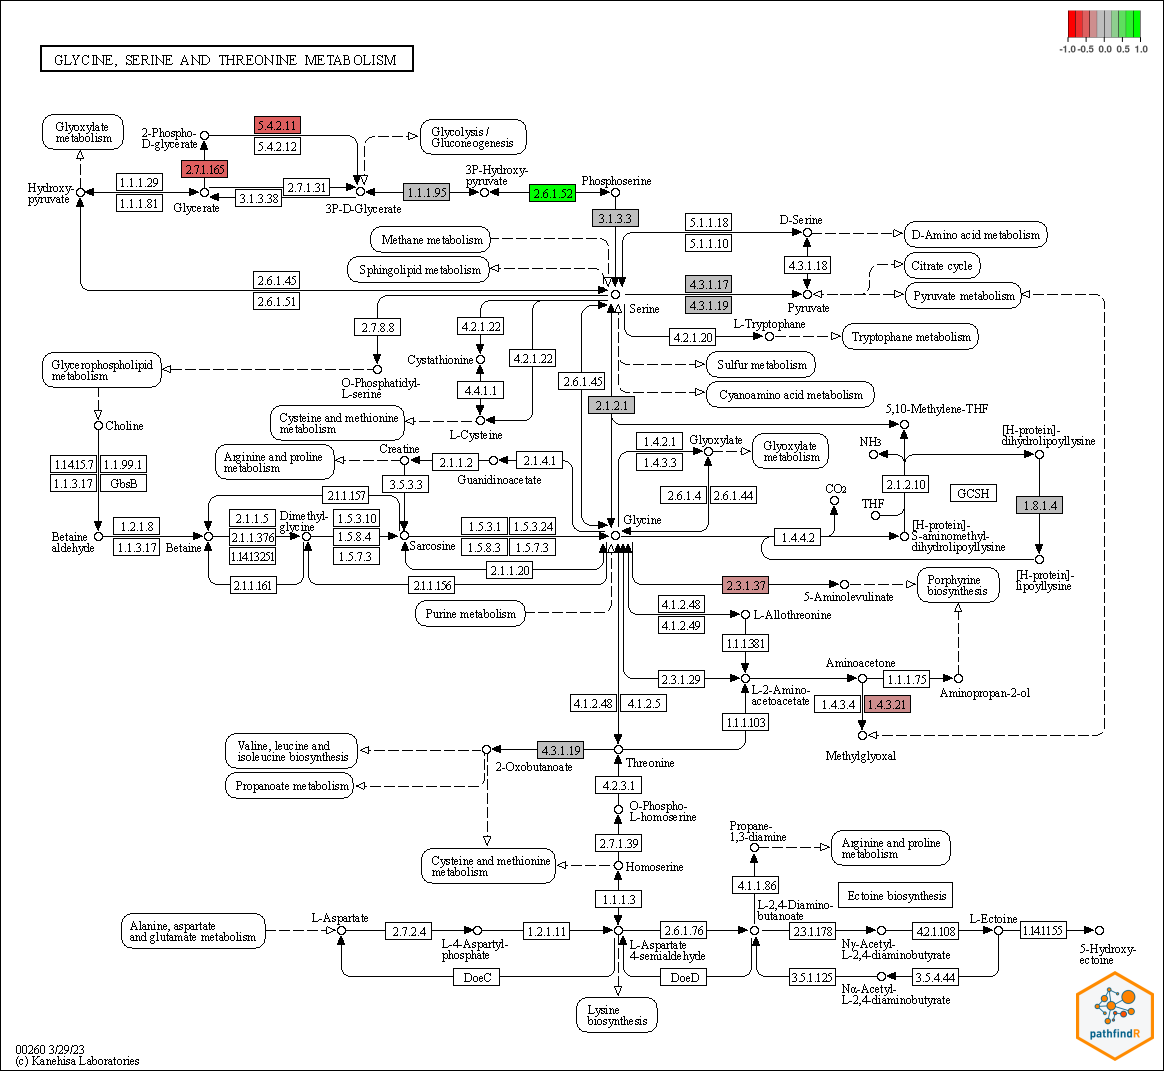 -1.0 -0.5 0.0 0.5 1.0
GLYCINE, SERINE AND THREONINE METABOLISM
Glyoxylate
metabolism
2-Phospho-
D-glycerate
5.4.2.11
5.4.2.12
Glycolysis /
Gluconeogenesis
2.7.1.165
Hydroxy-
pyruvate
1.1.1.29
1.1.1.81
Glycerate
2.7.1.31
3.1.3.38
3P-D-Glycerate
1.1.1.95
3P-Hydroxy-
pyruvate
2.6.1.52
Phosphoserine
3.1.3.3
Methane metabolism
Sphingolipid metabolism
5.1.1.18
5.1.1.10
D-Serine
D-Amino acid metabolism
4.3.1.18
Citrate cycle
2.6.1.45
2.6.1.51
4.3.1.17
4.3.1.19
Serine
Pyruvate
Pyruvate metabolism
2.7.8.8
4.2.1.22
4.2.1.20
L-Tryptophane
Tryptophane metabolism
Glycerophospholipid
metabolism
Cystathionine
4.2.1.22
Sulfur metabolism
O-Phosphatidyl-
L-serine
4.4.1.1
2.6.1.45
Cyanoamino acid metabolism
2.1.2.1
5,10-Methylene-THF
Cysteine and methionine
metabolism
L-Cysteine
Choline
Creatine
Arginine and proline
metabolism
2.1.1.2
2.1.4.1
Guanidinoacetate
1.4.2.1
1.4.3.3
Glyoxylate
Glyoxylate
metabolism
NH3
[H-protein]-
dihydrolipoyllysine
1.14.15.7
1.1.99.1
1.1.3.17
GbsB
3.5.3.3
2.1.1.157
2.6.1.4
2.6.1.44
CO2
2.1.2.10
GCSH
THF
1.8.1.4
Betaine
aldehyde
1.2.1.8
1.1.3.17
Betaine
2.1.1.5
2.1.1.376
1.14.13.251
Dimethyl-
glycine
1.5.3.10
1.5.8.4
1.5.7.3
Sarcosine
1.5.3.1
1.5.3.24
1.5.8.3
1.5.7.3
Glycine
1.4.4.2
[H-protein]-
S-aminomethyl-
dihydrolipoyllysine
2.1.1.20
2.1.1.161
2.1.1.156
[H-protein]-
lipoyllysine
Purine metabolism
2.3.1.37
5-Aminolevulinate
Porphyrine
biosynthesis
4.1.2.48
4.1.2.49
L-Allothreonine
1.1.1.381
2.3.1.29
L-2-Amino-
acetoacetate
Aminoacetone
1.1.1.75
Aminopropan-2-ol
4.1.2.48
4.1.2.5
1.1.1.103
1.4.3.4
1.4.3.21
Methylglyoxal
Valine, leucine and
isoleucine biosynthesis
4.3.1.19
2-Oxobutanoate
Threonine
Propanoate metabolism
4.2.3.1
O-Phospho-
L-homoserine
2.7.1.39
Cysteine and methionine
metabolism
Homoserine
Propane-
1,3-diamine
Arginine and proline
metabolism
1.1.1.3
4.1.1.86
Ectoine biosynthesis
Alanine, aspartate
and glutamate metabolism
L-Aspartate
2.7.2.4
L-4-Aspartyl-
phosphate
1.2.1.11
L-Aspartate
4-semialdehyde
2.6.1.76
L-2,4-Diamino-
butanoate
2.3.1.178
Nγ-Acetyl-
L-2,4-diaminobutyrate
4.2.1.108
L-Ectoine
1.14.11.55
5-Hydroxy-
ectoine
DoeC
DoeD
3.5.1.125
Nα-Acetyl-
L-2,4-diaminobutyrate
3.5.4.44
Lysine
biosynthesis
pathfindR
00260 3/29/23
(c) Kanehisa Laboratories